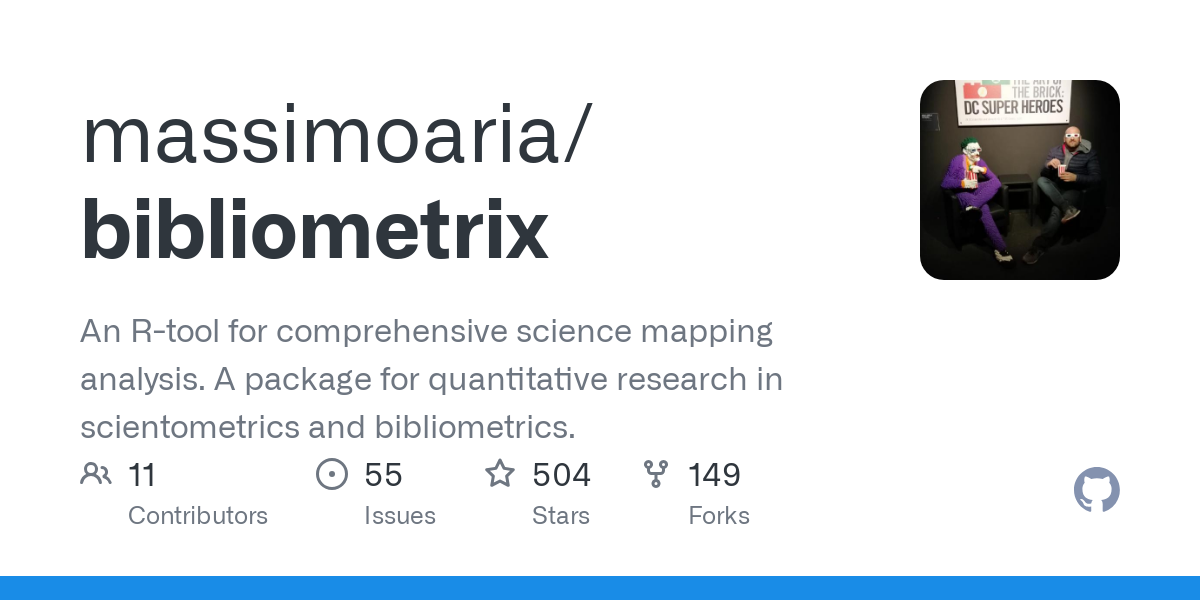 massimoaria/
bibliometrix
An R-tool for comprehensive science mapping
analysis. A package for quantitative research in
scientometrics and bibliometrics.
11
Contributors
55
Issues
504
Stars
149
Forks
THE ART OF
THE BRICK:
DC SUPER HEROES